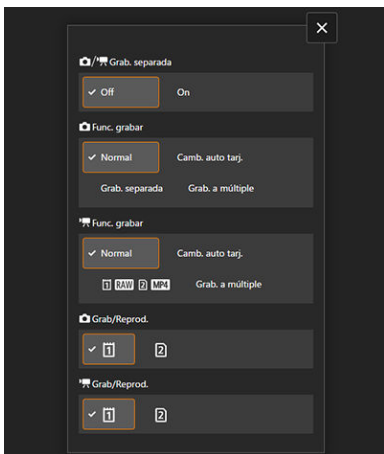 / Grab. separada
Off On
Func. grabar
Normal Camb. auto tarj.
Grab. separada Grab. a múltiple
Func. grabar
Normal Camb. auto tarj.
1 RAW 2 MP4 Grab. a múltiple
Grab/Reprod.
1 2
Grab/Reprod.
1 2